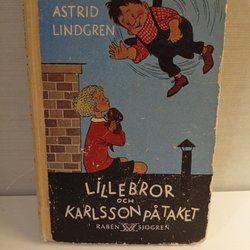 ASTRID
LINDGREN
LILLEBROR
OCH
KARLSSON PÅ TAKET
RABÉN SJÖGREN